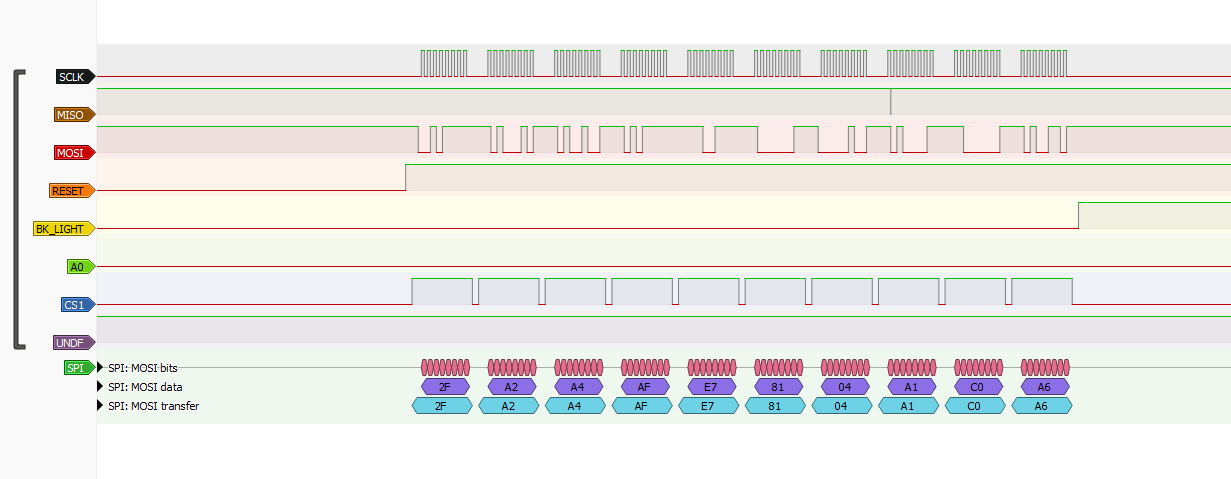 SCLK
MISO
MOSI
RESET
BK_LIGHT
A0
CS1
UNDF
SPI SPI: MOSI bits
SPI: MOSI data 2F A2 A4 AF E7 81 04 A1 C0 A6
SPI: MOSI transfer 2F A2 A4 AF E7 81 04 A1 C0 A6